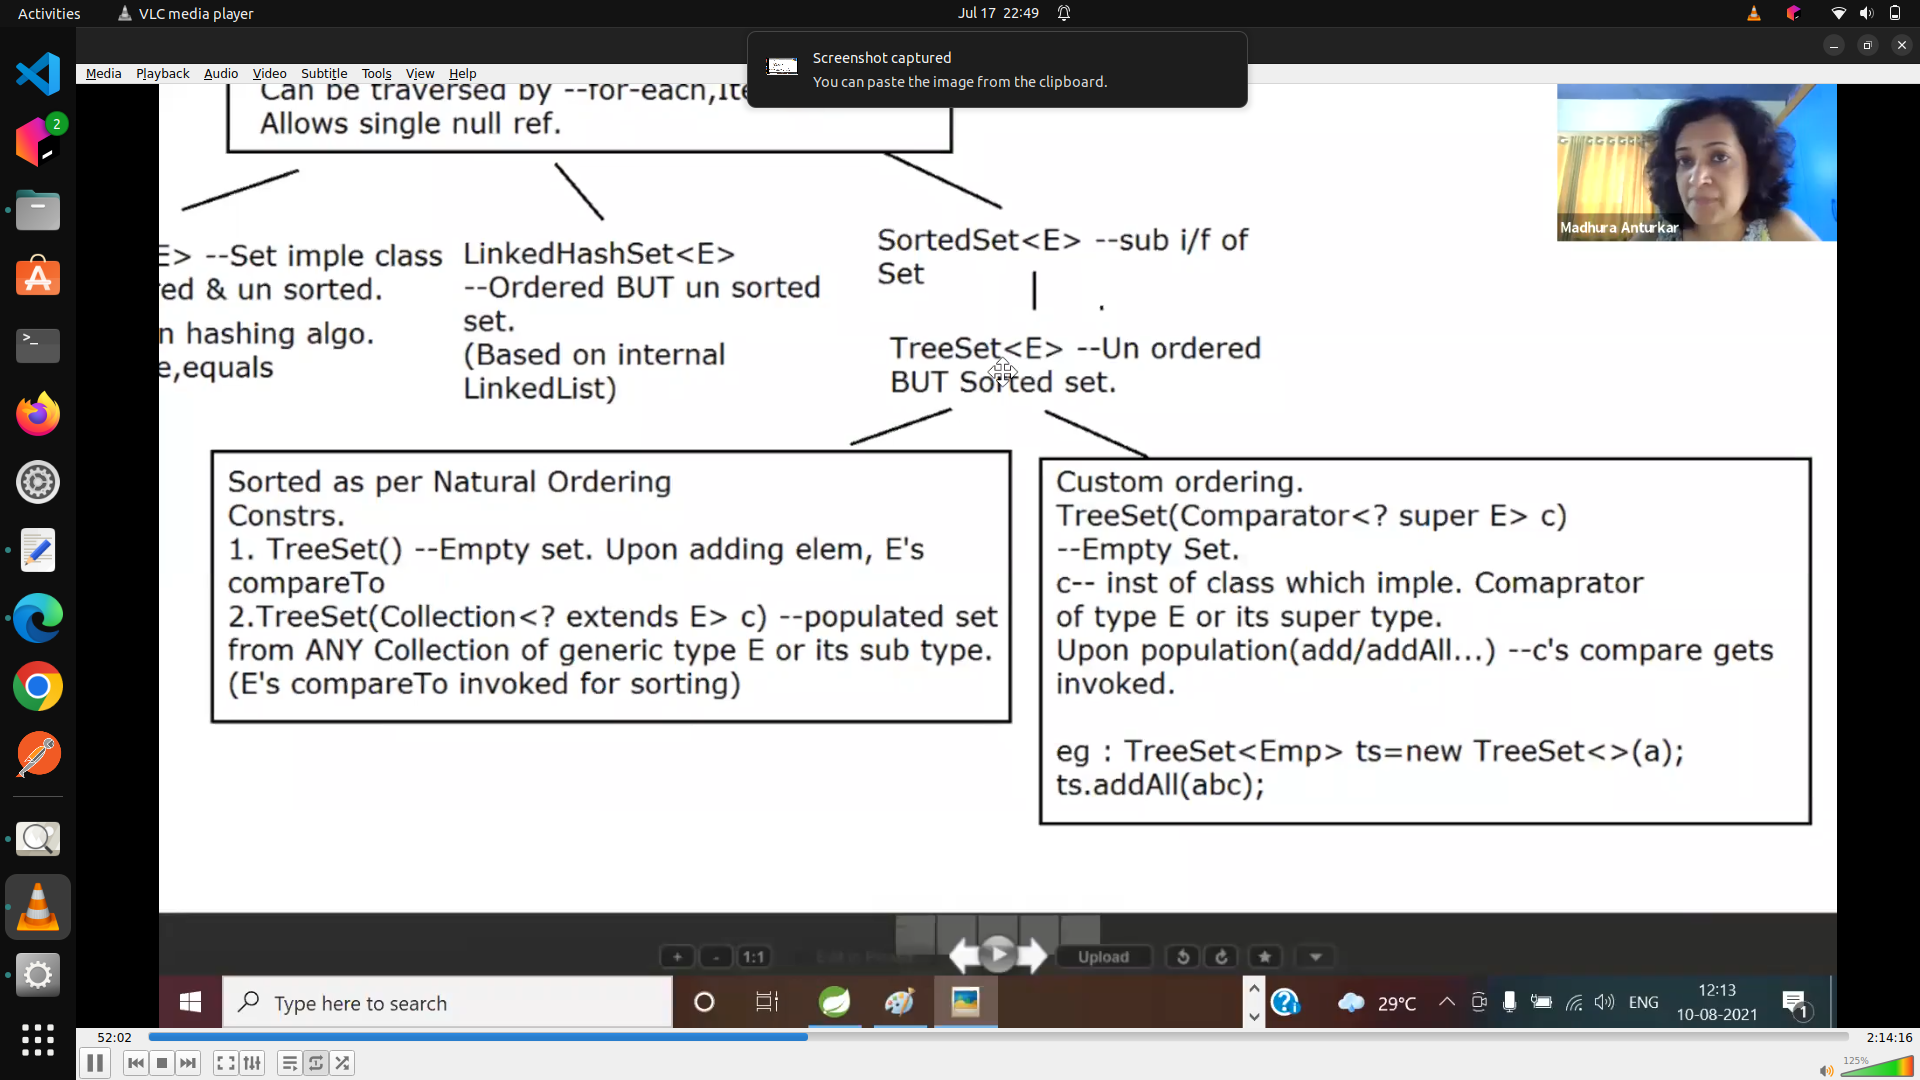 Activities
VLC media player
Jul 17 22:49
Screenshot captured
You can paste the image from the clipboard.
Media Playback Audio Video Subtitle Tools View Help
2
Can be traversed by --for-each,Ite
Allows single null ref.
Madhura Anturkar
E> --Set imple class
ed & un sorted.
n hashing algo.
e,equals
LinkedHashSet<E>
--Ordered BUT un sorted
set.
(Based on internal
LinkedList)
SortedSet<E> --sub i/f of
Set
TreeSet<E> --Un ordered
BUT Sorted set.
Sorted as per Natural Ordering
Constrs.
1. TreeSet() --Empty set. Upon adding elem, E's
compareTo
2.TreeSet(Collection<? extends E> c) --populated set
from ANY Collection of generic type E or its sub type.
(E's compareTo invoked for sorting)
Custom ordering.
TreeSet(Comparator<? super E> c)
--Empty Set.
c-- inst of class which imple. Comaprator
of type E or its super type.
Upon population(add/addAll...) --c's compare gets
invoked.
eg : TreeSet<Emp> ts=new TreeSet<>(a);
ts.addAll(abc);
+ - 1:1
Upload
Type here to search
29°C
ENG
12:13
10-08-2021
1
52:02
2:14:16
125%